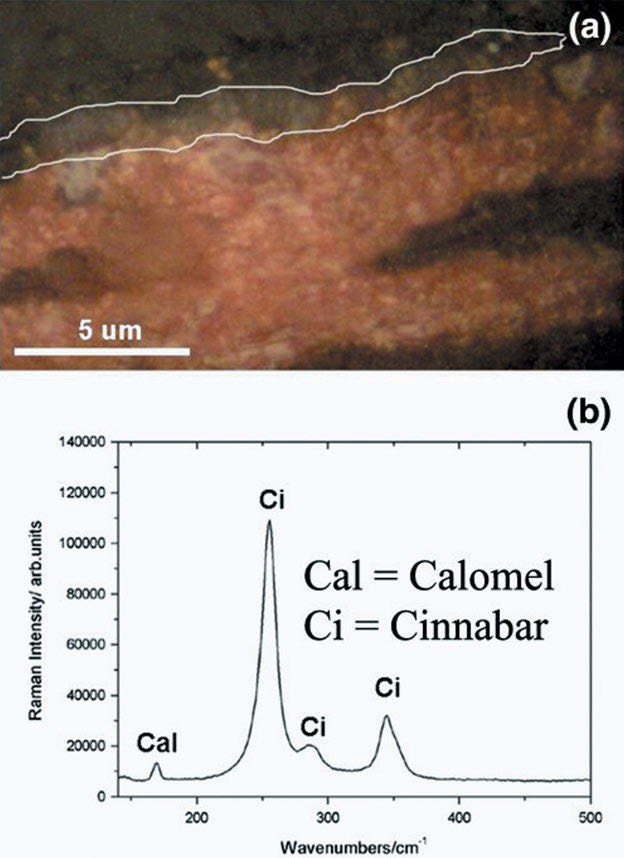 (a)
5 um
(b)
140000
120000
100000
80000
60000
40000
20000
0
Raman Intensity/ arb.units
Cal
Ci
Ci
Ci
Cal = Calomel
Ci = Cinnabar
200
300
400
500
Wavenumbers/cm⁻¹